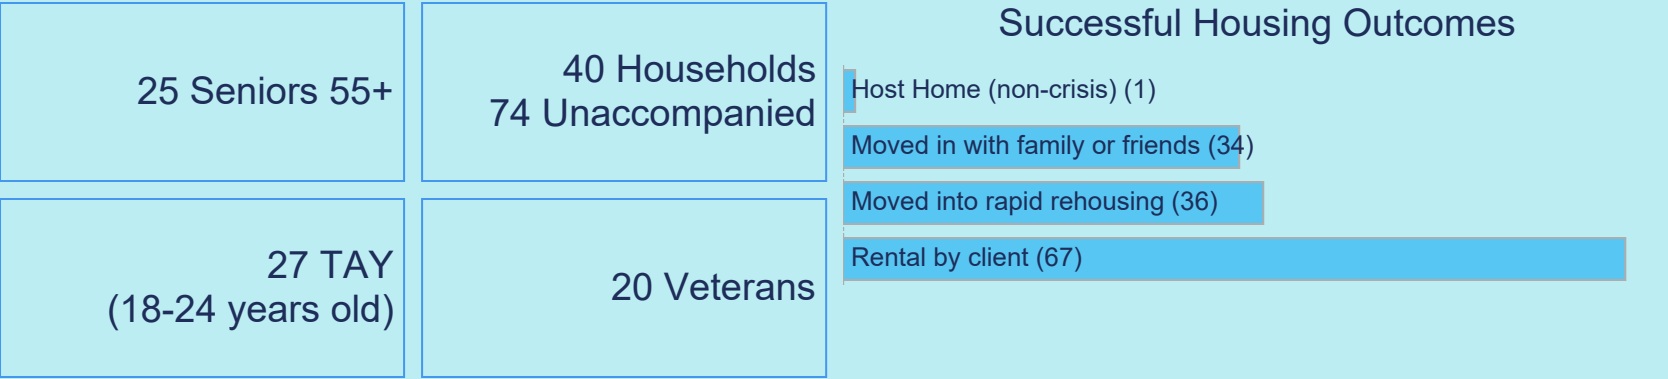 25 Seniors 55+
40 Households
74 Unaccompanied
27 TAY
(18-24 years old)
20 Veterans
Successful Housing Outcomes
Host Home (non-crisis) (1)
Moved in with family or friends (34)
Moved into rapid rehousing (36)
Rental by client (67)